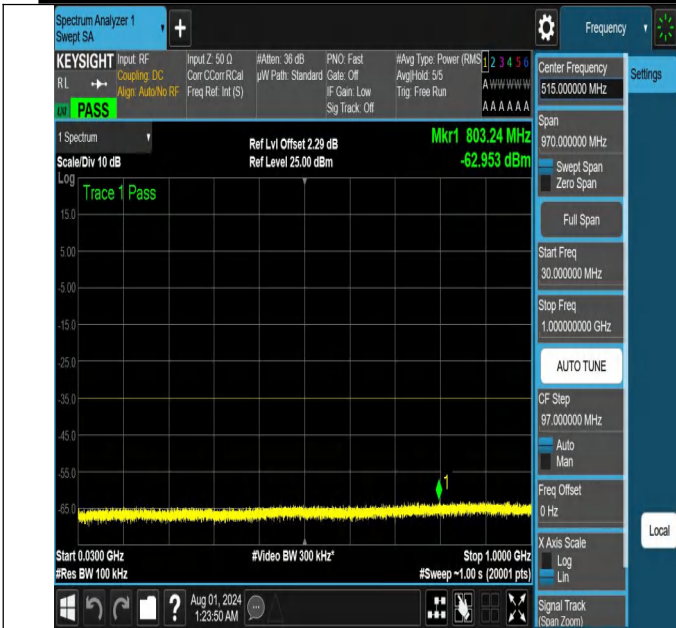 Spectrum Analyzer 1
Swept SA
+
Frequency
KEYSIGHT
RL
PASS
Input: RF
Coupling: DC
Align: Auto/No RF
Input Z: 50 Ω
Corr CCorr RCal
Freq Ref: Int (S)
#Atten: 36 dB
µW Path: Standard
PNO: Fast
Gate: Off
IF Gain: Low
Sig Track: Off
#Avg Type: Power (RMS
Avg|Hold: 5/5
Trig: Free Run
1 2 3 4 5 6
A W W W W W
A A A A A A
1 Spectrum
Scale/Div 10 dB
Ref Lvl Offset 2.29 dB
Ref Level 25.00 dBm
Mkr1 803.24 MHz
-62.953 dBm
Log
Trace 1 Pass
15.0
5.00
-5.00
-15.0
-25.0
-35.0
-45.0
-55.0
-65.0
1
Start 0.0300 GHz
#Res BW 100 kHz
#Video BW 300 kHz*
Stop 1.0000 GHz
#Sweep ~1.00 s (20001 pts)
Aug 01, 2024
1:23:50 AM
Center Frequency
515.000000 MHz
Span
970.000000 MHz
Swept Span
Zero Span
Full Span
Start Freq
30.000000 MHz
Stop Freq
1.000000000 GHz
AUTO TUNE
CF Step
97.000000 MHz
Auto
Man
Freq Offset
0 Hz
X Axis Scale
Log
Lin
Signal Track
(Span Zoom)
Settings
Local